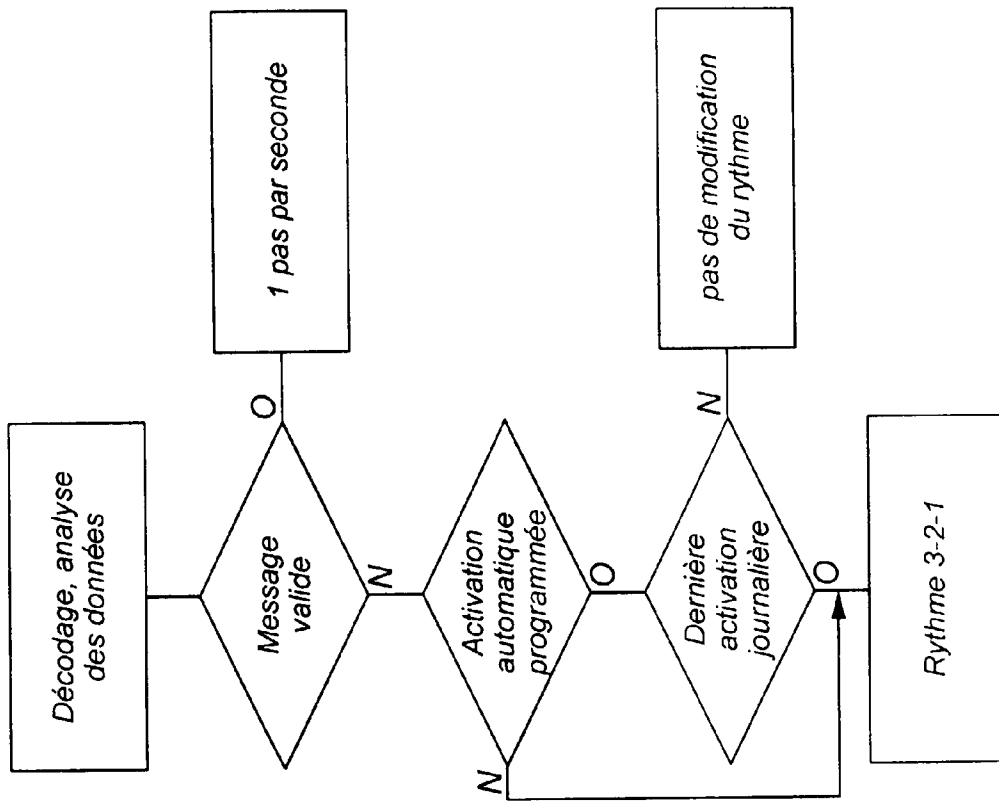 Décodage, analyse
des données
Message
valide
O
1 pas par seconde
N
Activation
automatique
programmée
N
O
Dernière
activation
journalière
N
pas de modification
du rythme
O
Rythme 3-2-1